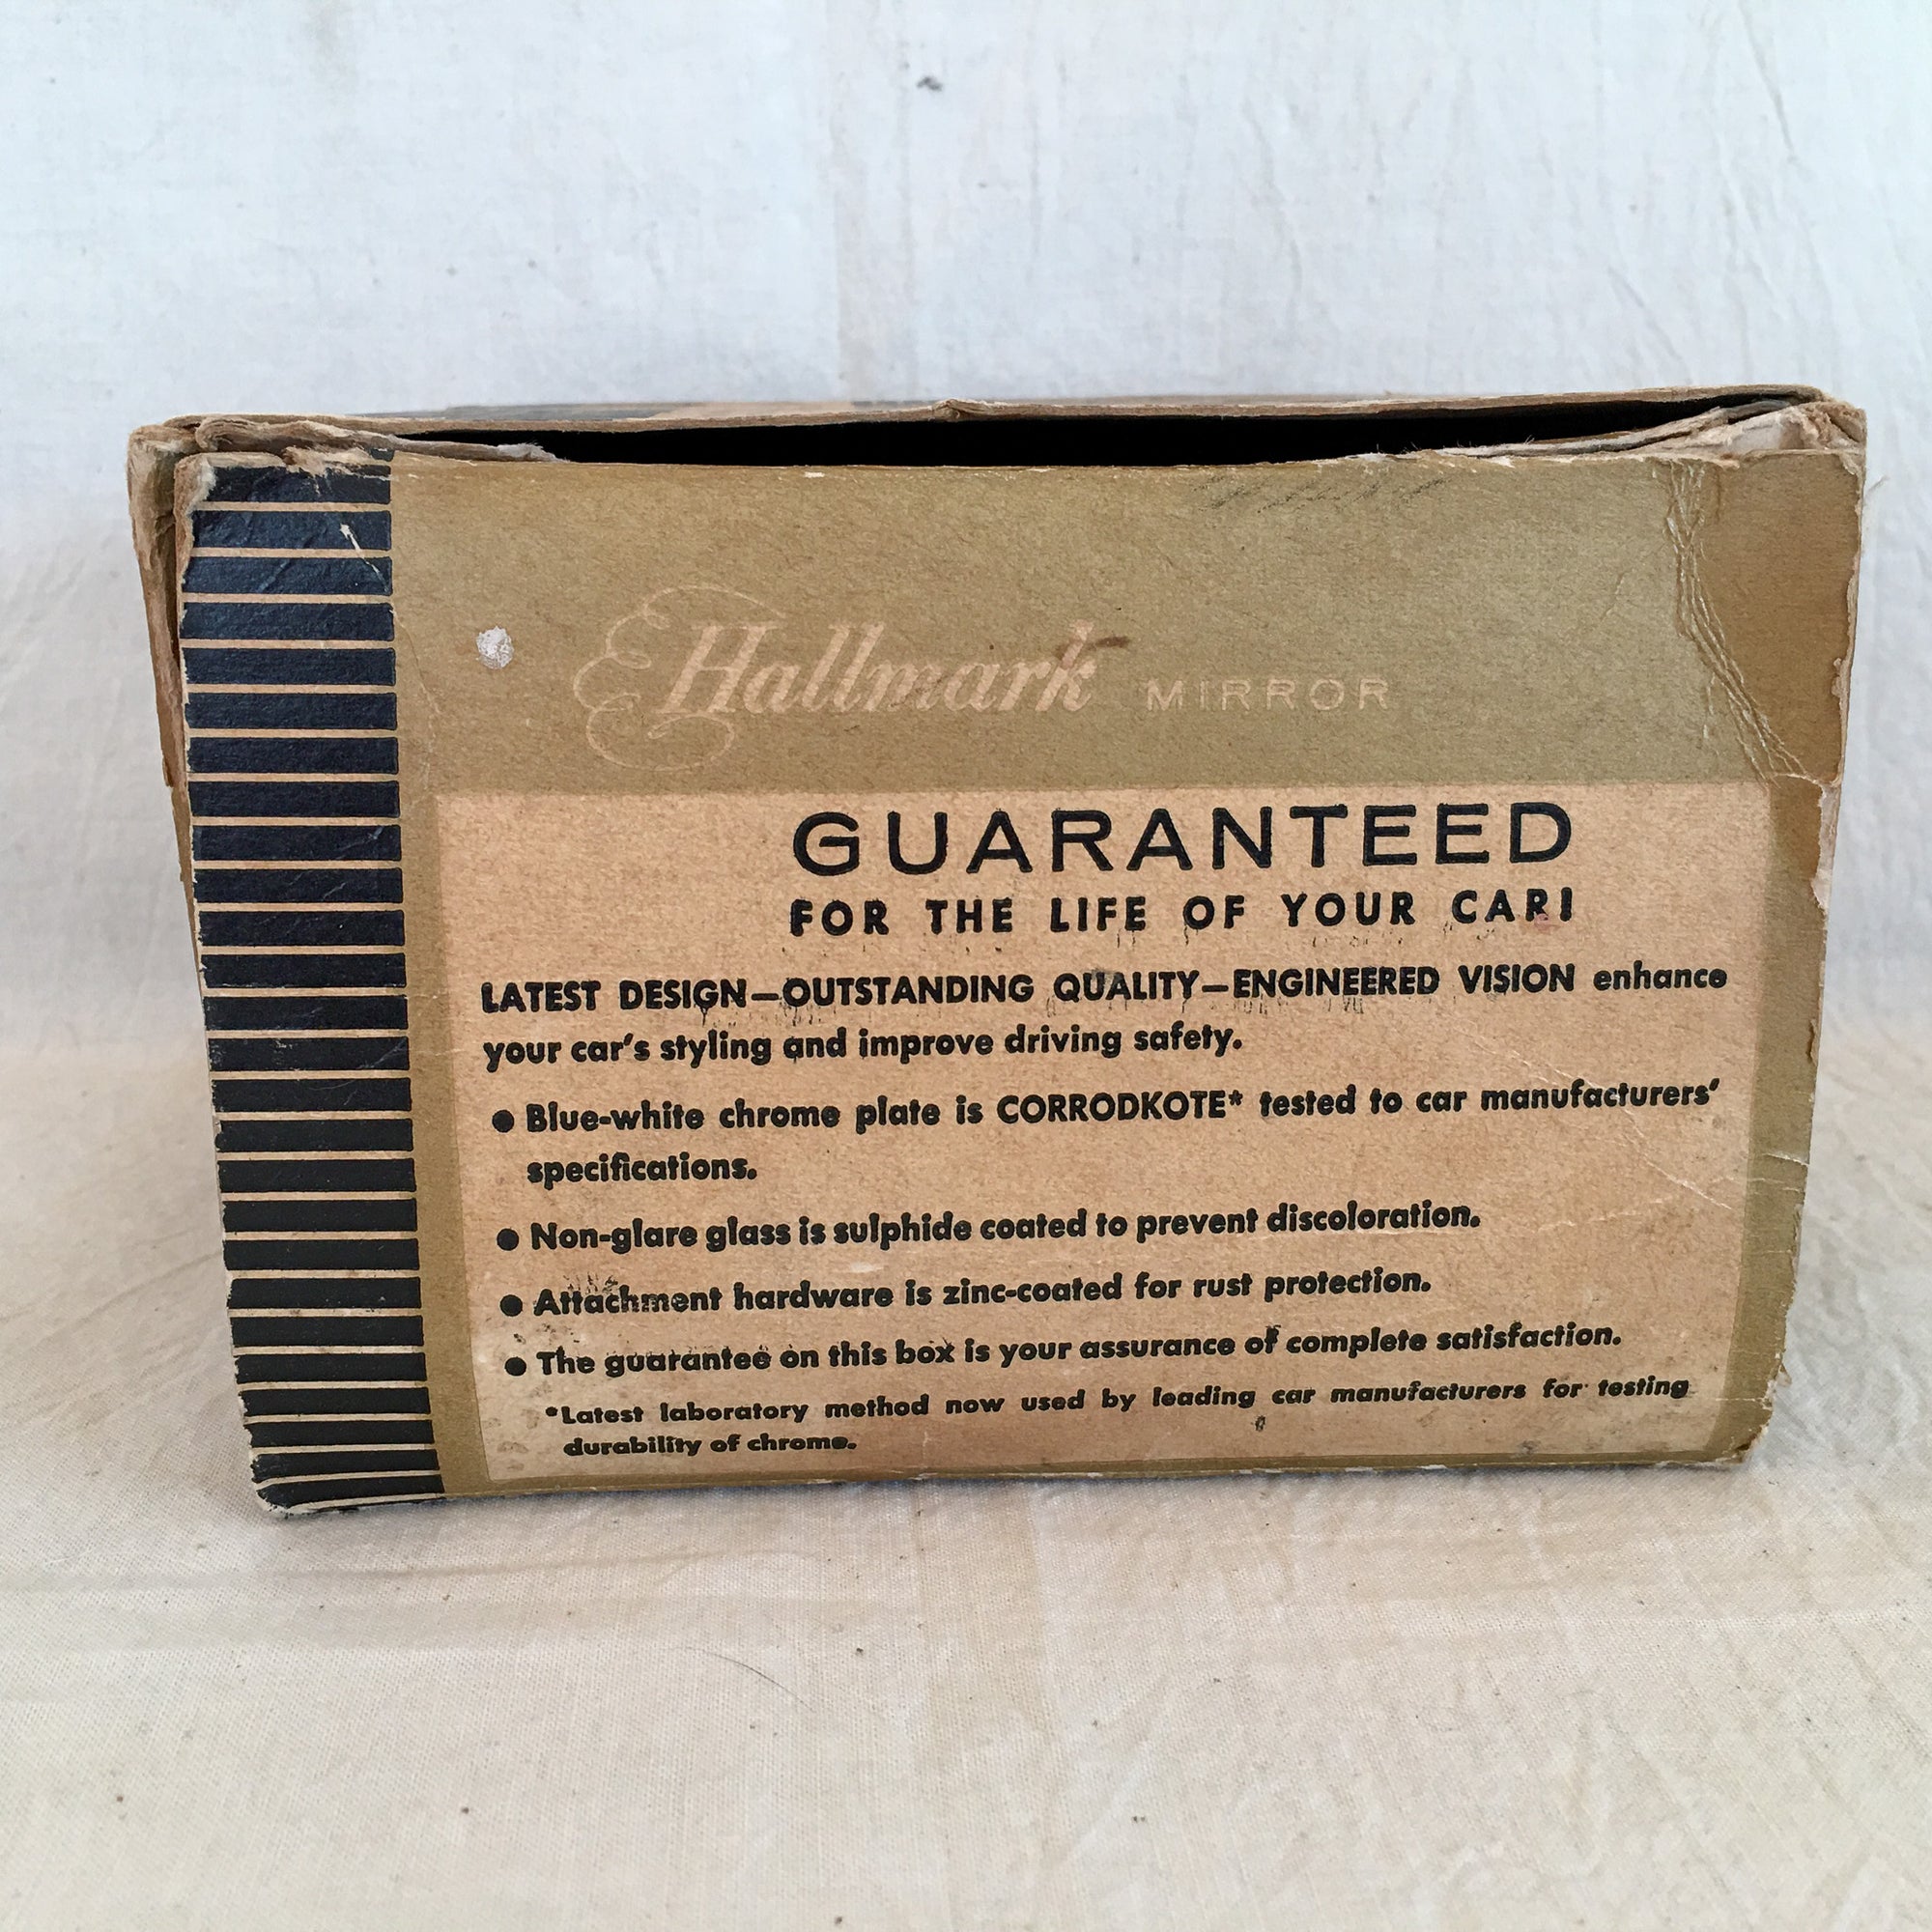 Hallmark MIRROR
GUARANTEED
FOR THE LIFE OF YOUR CAR!
LATEST DESIGN—OUTSTANDING QUALITY—ENGINEERED VISION enhance
your car's styling and improve driving safety.
● Blue-white chrome plate is CORRODKOTE* tested to car manufacturers'
specifications.
● Non-glare glass is sulphide coated to prevent discoloration.
● Attachment hardware is zinc-coated for rust protection.
● The guarantee on this box is your assurance of complete satisfaction.
*Latest laboratory method now used by leading car manufacturers for testing
durability of chrome.